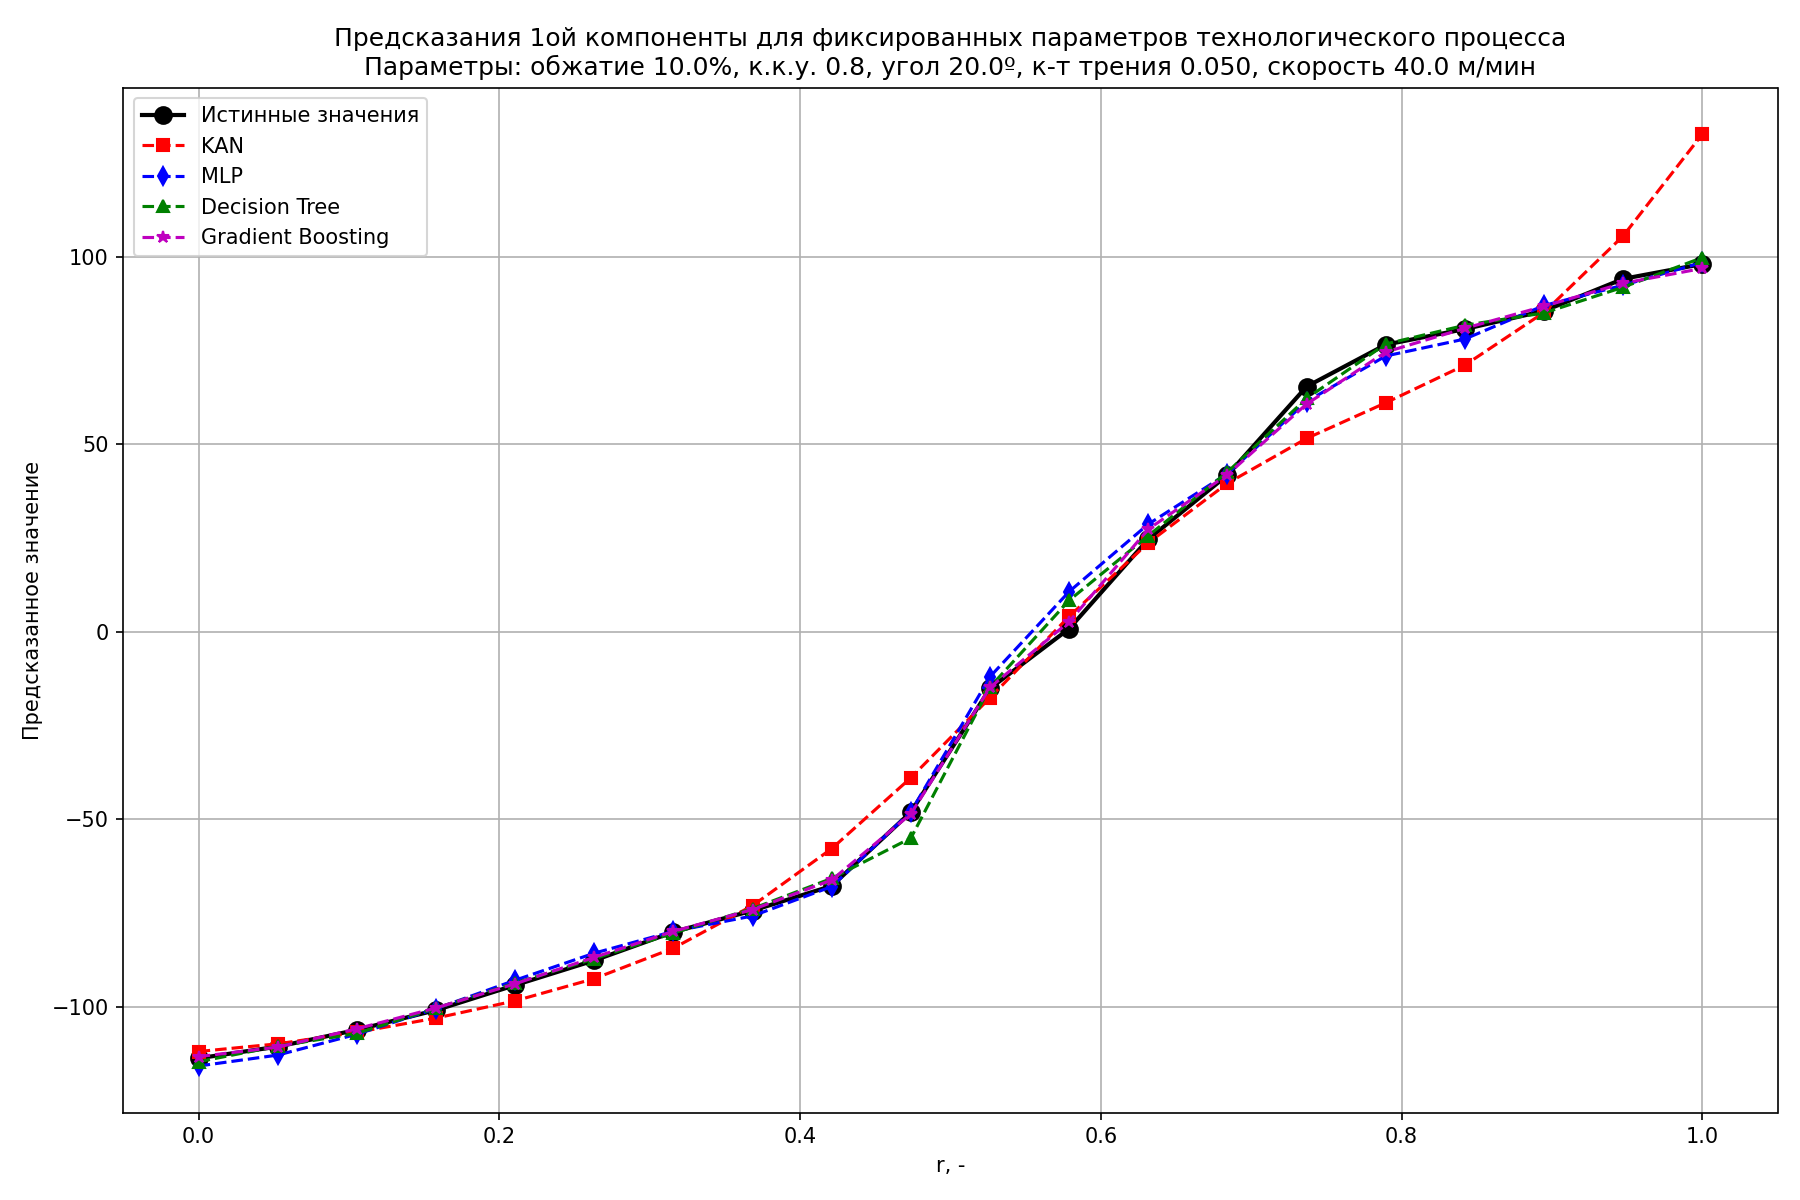 Предсказания 1ой компоненты для фиксированных параметров технологического процесса
Параметры: обжатие 10.0%, к.к.у. 0.8, угол 20.0º, к-т трения 0.050, скорость 40.0 м/мин
Истинные значения
KAN
MLP
Decision Tree
Gradient Boosting
Предсказанное значение
100
50
0
−50
−100
0.0 0.2 0.4 0.6 0.8 1.0
r, -